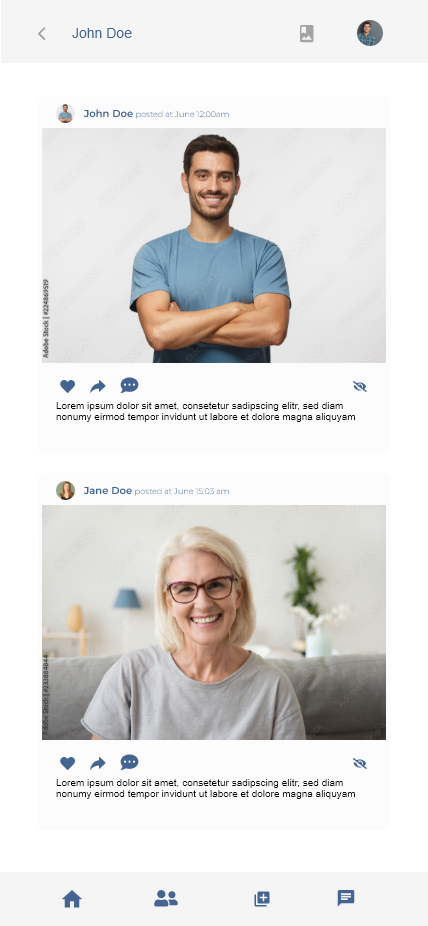 John Doe
John Doe posted at June 12:00am
Adobe Stock | #224869519
Lorem ipsum dolor sit amet, consetetur sadipscing elitr, sed diam
nonumy eirmod tempor invidunt ut labore et dolore magna aliquyam
Jane Doe posted at June 15:03 am
Adobe Stock | #233804844
Lorem ipsum dolor sit amet, consetetur sadipscing elitr, sed diam
nonumy eirmod tempor invidunt ut labore et dolore magna aliquyam